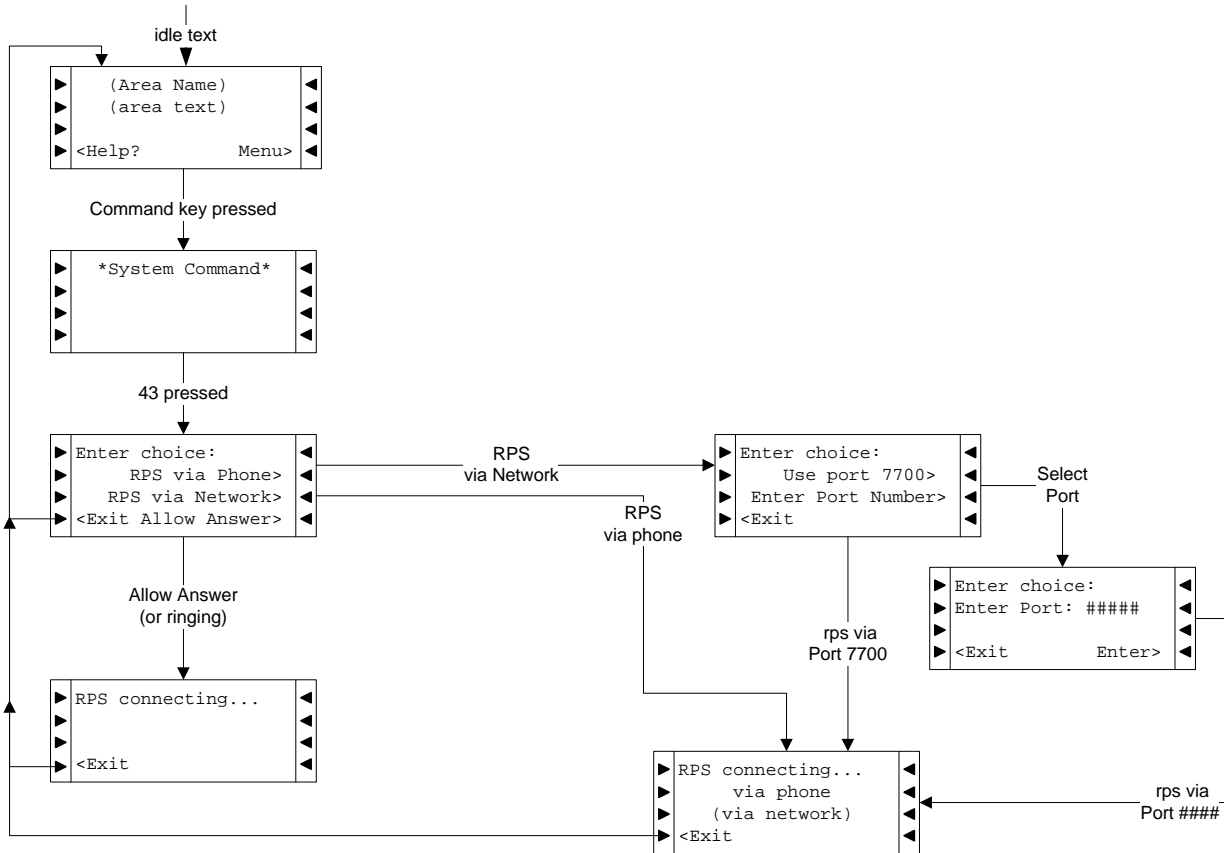 idle text
(Area Name)
(area text)
<Help? Menu>
Command key pressed
*System Command*
43 pressed
Enter choice:
RPS via Phone>
RPS via Network>
<Exit Allow Answer>
RPS
via Network
RPS
via phone
Enter choice:
Use port 7700>
Enter Port Number>
<Exit
Select
Port
Enter choice:
Enter Port: #####
<Exit Enter>
Allow Answer
(or ringing)
rps via
Port 7700
RPS connecting...
<Exit
RPS connecting...
via phone
(via network)
<Exit
rps via
Port ####